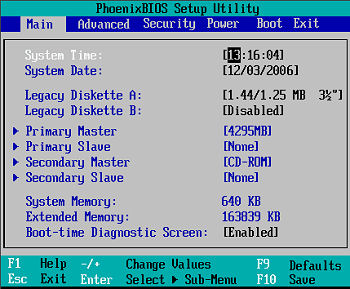 PhoenixBIOS Setup Utility
Main Advanced Security Power Boot Exit
System Time: [13:16:04]
System Date: [12/03/2006]
Legacy Diskette A: [1.44/1.25 MB 3½"]
Legacy Diskette B: [Disabled]
Primary Master [4295MB]
Primary Slave [None]
Secondary Master [CD-ROM]
Secondary Slave [None]
System Memory: 640 KB
Extended Memory: 163839 KB
Boot-time Diagnostic Screen: [Enabled]
F1 Help -/+ Change Values F9 Defaults
Esc Exit Enter Select ▶ Sub-Menu F10 Save